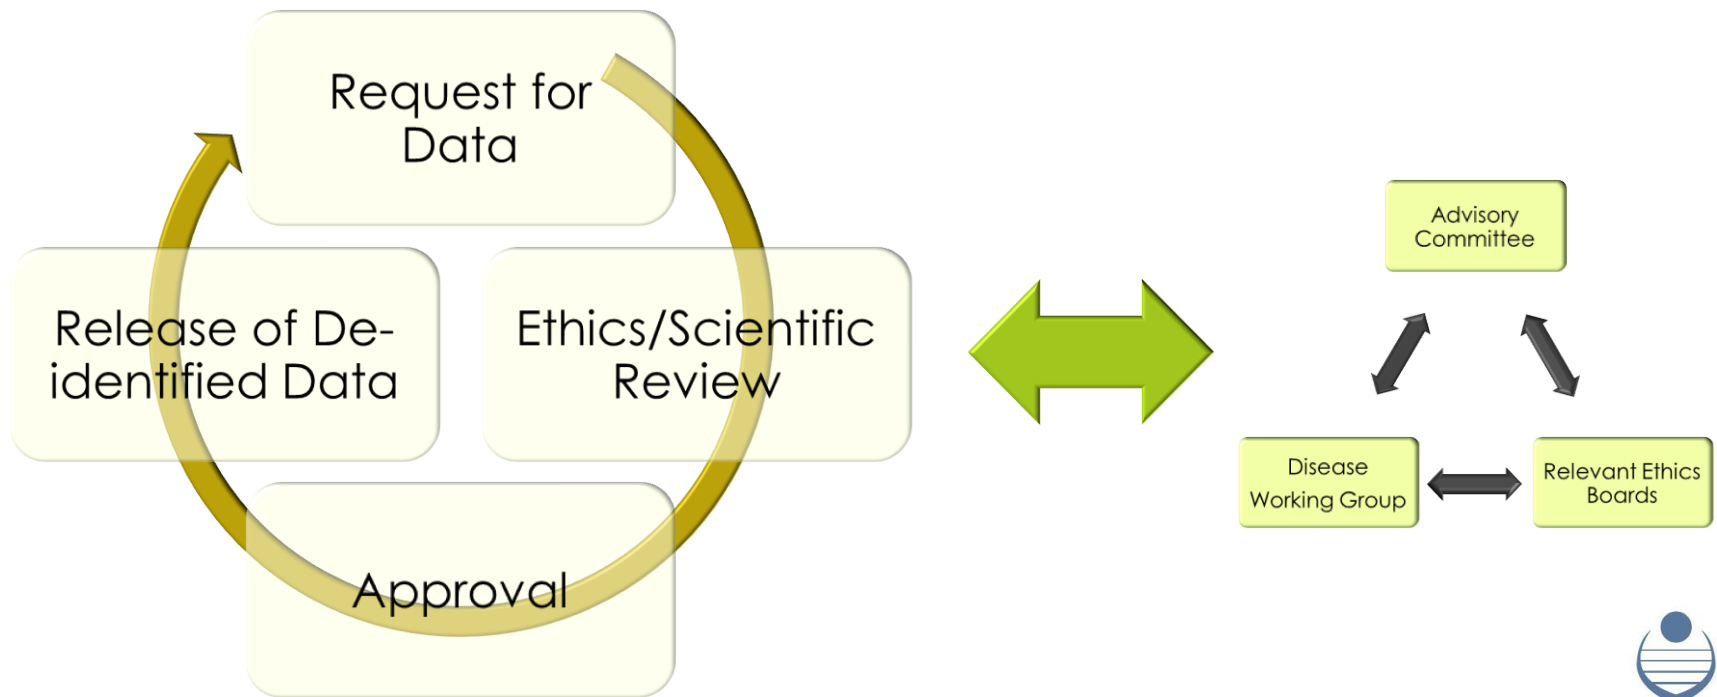 Request for
Data
Release of De-
identified Data
Ethics/Scientific
Review
Approval
Advisory
Committee
Disease
Working Group
Relevant Ethics
Boards